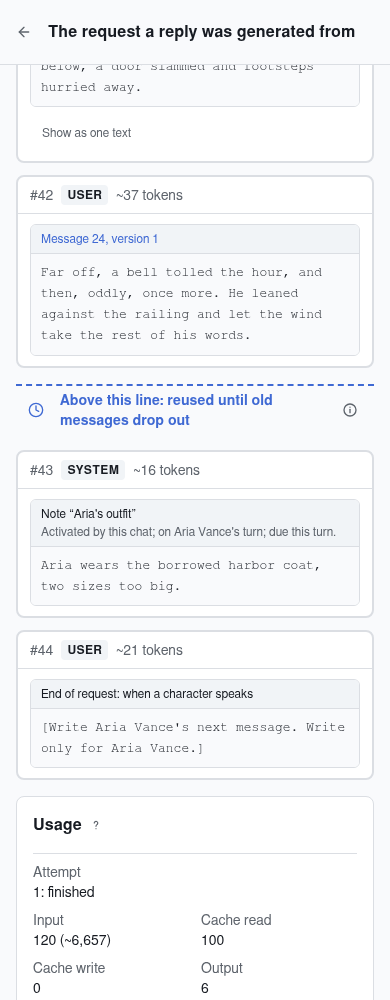 The request a reply was generated from
below, a door slammed and footsteps
hurried away.
Show as one text
#42 USER ~37 tokens
Message 24, version 1
Far off, a bell tolled the hour, and
then, oddly, once more. He leaned
against the railing and let the wind
take the rest of his words.
Above this line: reused until old
messages drop out
#43 SYSTEM ~16 tokens
Note “Aria's outfit”
Activated by this chat; on Aria Vance's turn; due this turn.
Aria wears the borrowed harbor coat,
two sizes too big.
#44 USER ~21 tokens
End of request: when a character speaks
[Write Aria Vance's next message. Write
only for Aria Vance.]
Usage ?
Attempt
1: finished
Input Cache read
120 (~6,657) 100
Cache write Output
0 6